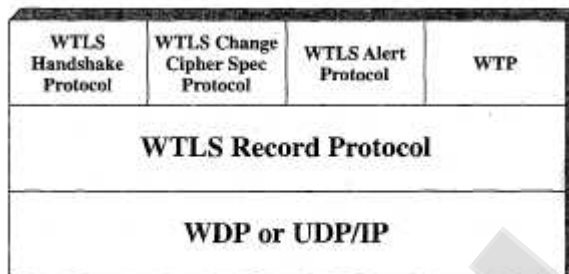 WTLS Handshake Protocol
WTLS Change Cipher Spec Protocol
WTLS Alert Protocol
WTP
WTLS Record Protocol
WDP or UDP/IP